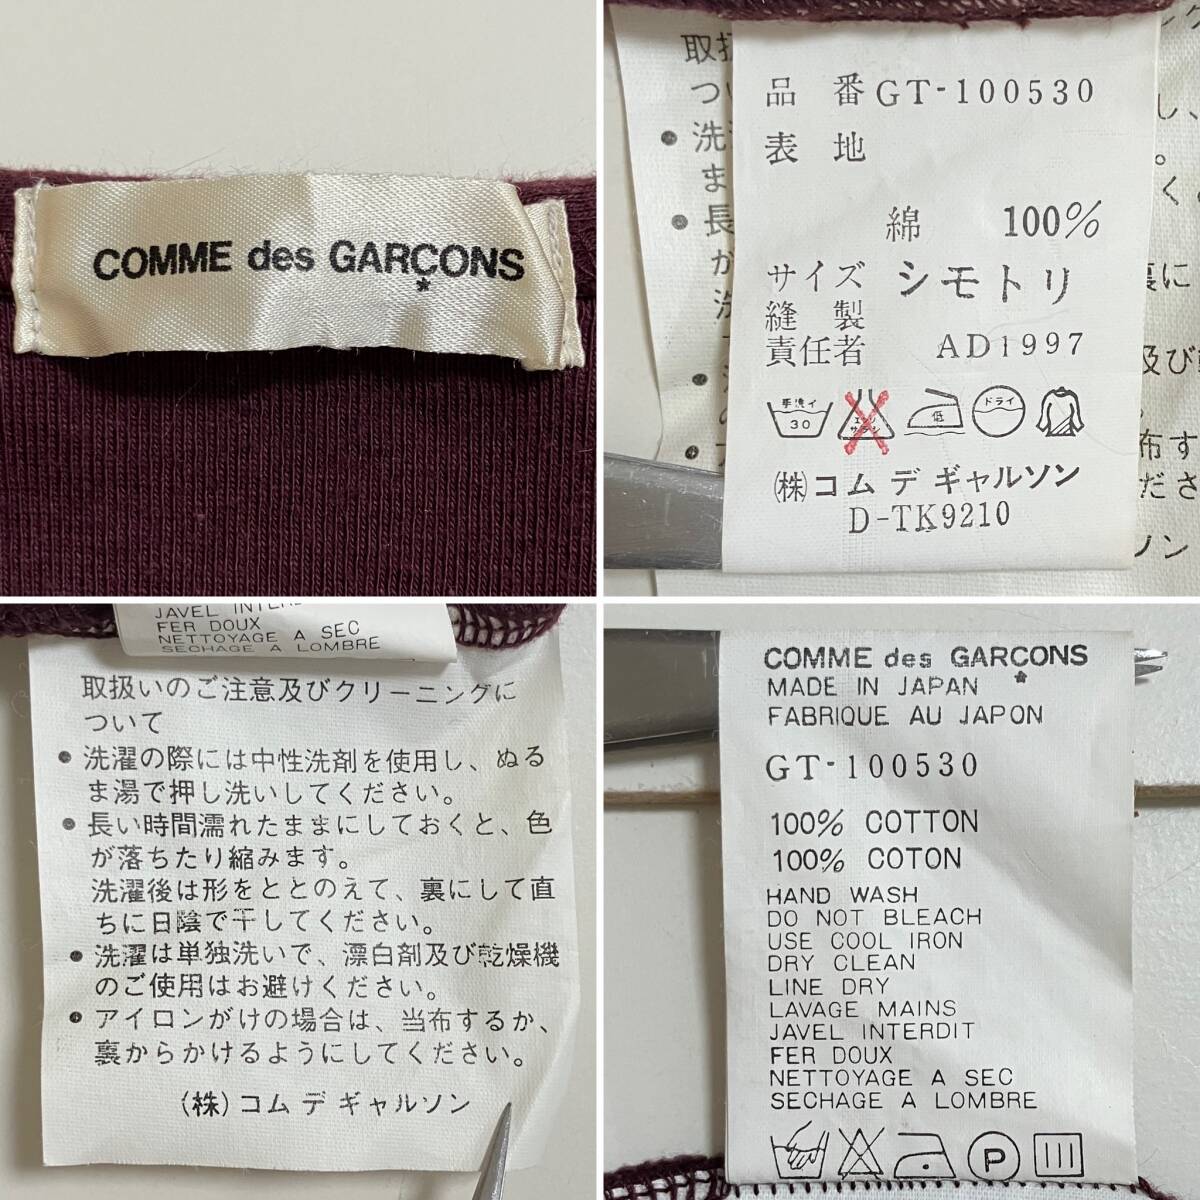 COMME des GARÇONS
*
取扱
品 番 GT-100530
表 地
綿 100%
サイズ シモトリ
縫 製
責任者 AD1997
手洗イ
30
エンソ
サラシ
低
ドライ
(株)コム デ ギャルソン
D-TK9210
FER DOUX
NETTOYAGE A SEC
SECHAGE A LOMBRE
取扱いのご注意及びクリーニングに
ついて
• 洗濯の際には中性洗剤を使用し、ぬる
ま湯で押し洗いしてください。
• 長い時間濡れたままにしておくと、色
が落ちたり縮みます。
洗濯後は形をととのえて、裏にして直
ちに日陰で干してください。
• 洗濯は単独洗いで、漂白剤及び乾燥機
のご使用はお避けください。
• アイロンがけの場合は、当布するか、
裏からかけるようにしてください。
(株)コム デ ギャルソン
COMME des GARÇONS
*
MADE IN JAPAN
FABRIQUE AU JAPON
GT-100530
100% COTTON
100% COTON
HAND WASH
DO NOT BLEACH
USE COOL IRON
DRY CLEAN
LINE DRY
LAVAGE MAINS
JAVEL INTERDIT
FER DOUX
NETTOYAGE A SEC
SECHAGE A LOMBRE
P